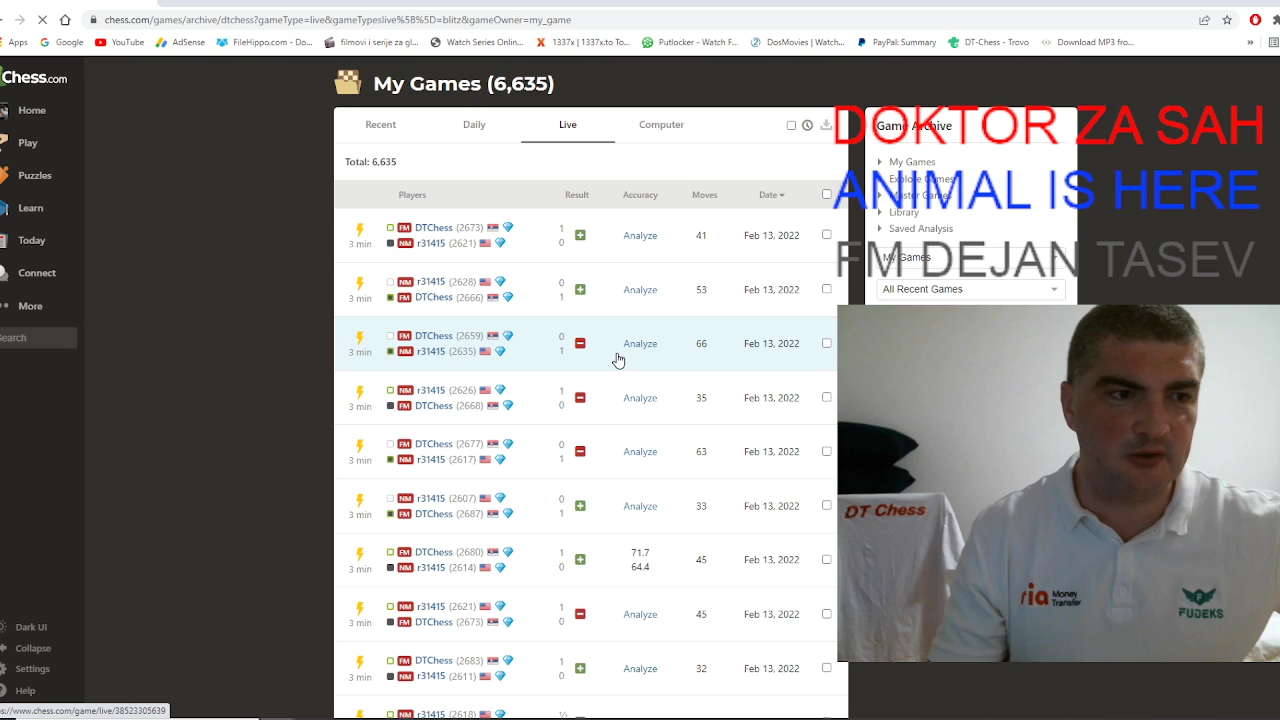 chess.com/games/archive/dtchess?gameType=live&gameTypeslive%5B%5D=blitz&gameOwner=my_game
Apps Google YouTube AdSense FileHippo.com - Do... filmovi i serije za gl... Watch Series Onlin... 1337x | 1337x.to To... Putlocker - Watch F... DosMovies | Watch... PayPal: Summary DT-Chess - Trovo Download MP3 fro... »
Chess.com
Home
Play
Puzzles
Learn
Today
Connect
More
Search
Dark UI
Collapse
Settings
Help
My Games (6,635)
Recent Daily Live Computer
Total: 6,635
Players Result Accuracy Moves Date
3 min FM DTChess (2673) 1 Analyze 41 Feb 13, 2022
NM r31415 (2621) 0
3 min NM r31415 (2628) 0 Analyze 53 Feb 13, 2022
FM DTChess (2666) 1
3 min FM DTChess (2659) 0 Analyze 66 Feb 13, 2022
NM r31415 (2635) 1
3 min NM r31415 (2626) 1 Analyze 35 Feb 13, 2022
FM DTChess (2668) 0
3 min FM DTChess (2677) 0 Analyze 63 Feb 13, 2022
NM r31415 (2617) 1
3 min NM r31415 (2607) 0 Analyze 33 Feb 13, 2022
FM DTChess (2687) 1
3 min FM DTChess (2680) 1 71.7 45 Feb 13, 2022
NM r31415 (2614) 0 64.4
3 min NM r31415 (2621) 1 Analyze 45 Feb 13, 2022
FM DTChess (2673) 0
3 min FM DTChess (2683) 1 Analyze 32 Feb 13, 2022
NM r31415 (2611) 0
NM r31415 (2618) ½
Game Archive
My Games
Explore Games
Master Games
Library
Saved Analysis
My Games
All Recent Games
DOKTOR ZA SAH
ANIMAL IS HERE
FM DEJAN TASEV
DT Chess
ria Money Transfer
FUDEKS
s://www.chess.com/game/live/38523305639